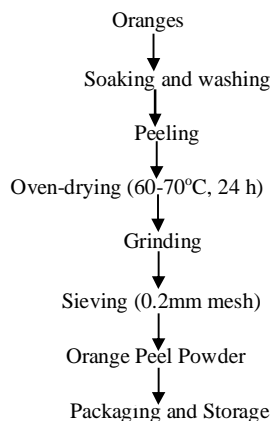 Oranges
Soaking and washing
Peeling
Oven-drying (60-70°C, 24 h)
Grinding
Sieving (0.2mm mesh)
Orange Peel Powder
Packaging and Storage